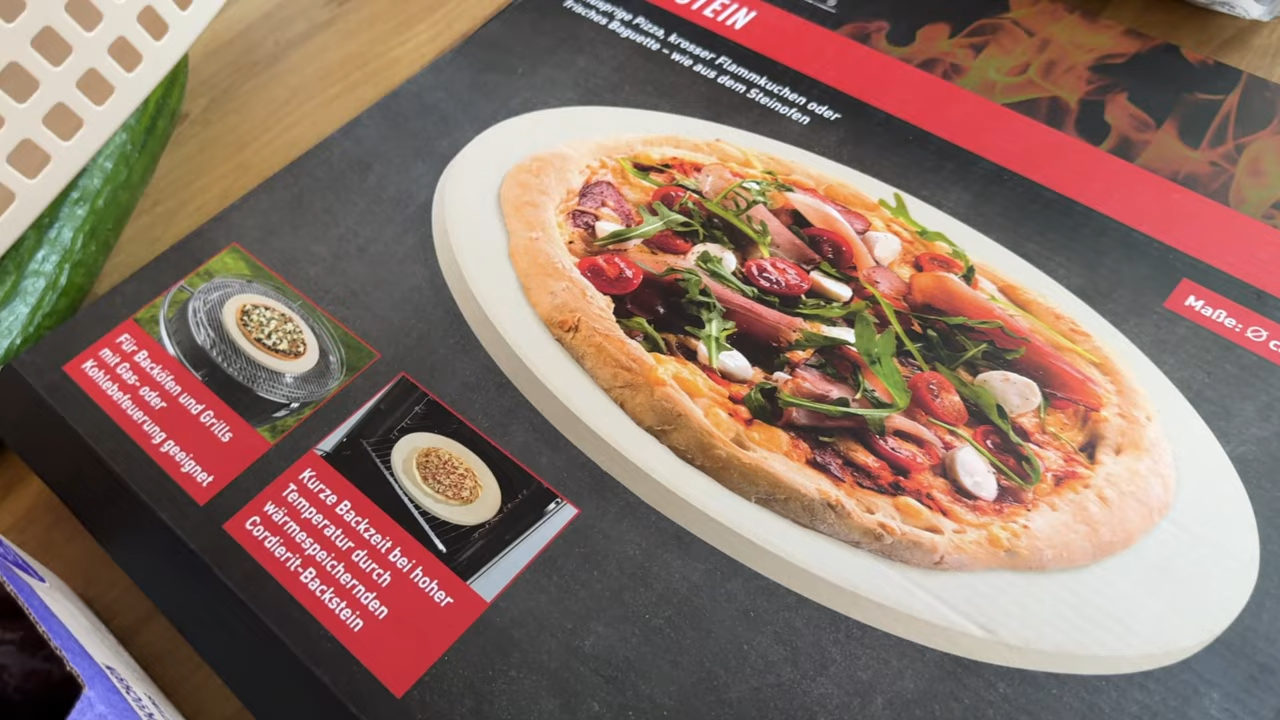 STEIN
knusprige Pizza, krosser Flammkuchen oder
frisches Baguette – wie aus dem Steinofen
Maße: Ø c
Für Backöfen und Grills
mit Gas- oder
Kohlebefeuerung geeignet
Kurze Backzeit bei hoher
Temperatur durch
wärmespeichernden
Cordierit-Backstein